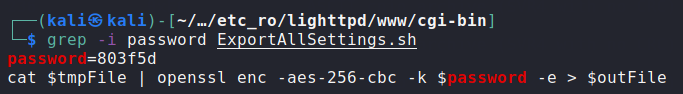 ┌──(kali㉿kali)-[~/…/etc_ro/lighttpd/www/cgi-bin]
└─$ grep -i password ExportAllSettings.sh
password=803f5d
cat $tmpFile | openssl enc -aes-256-cbc -k $password -e > $outFile